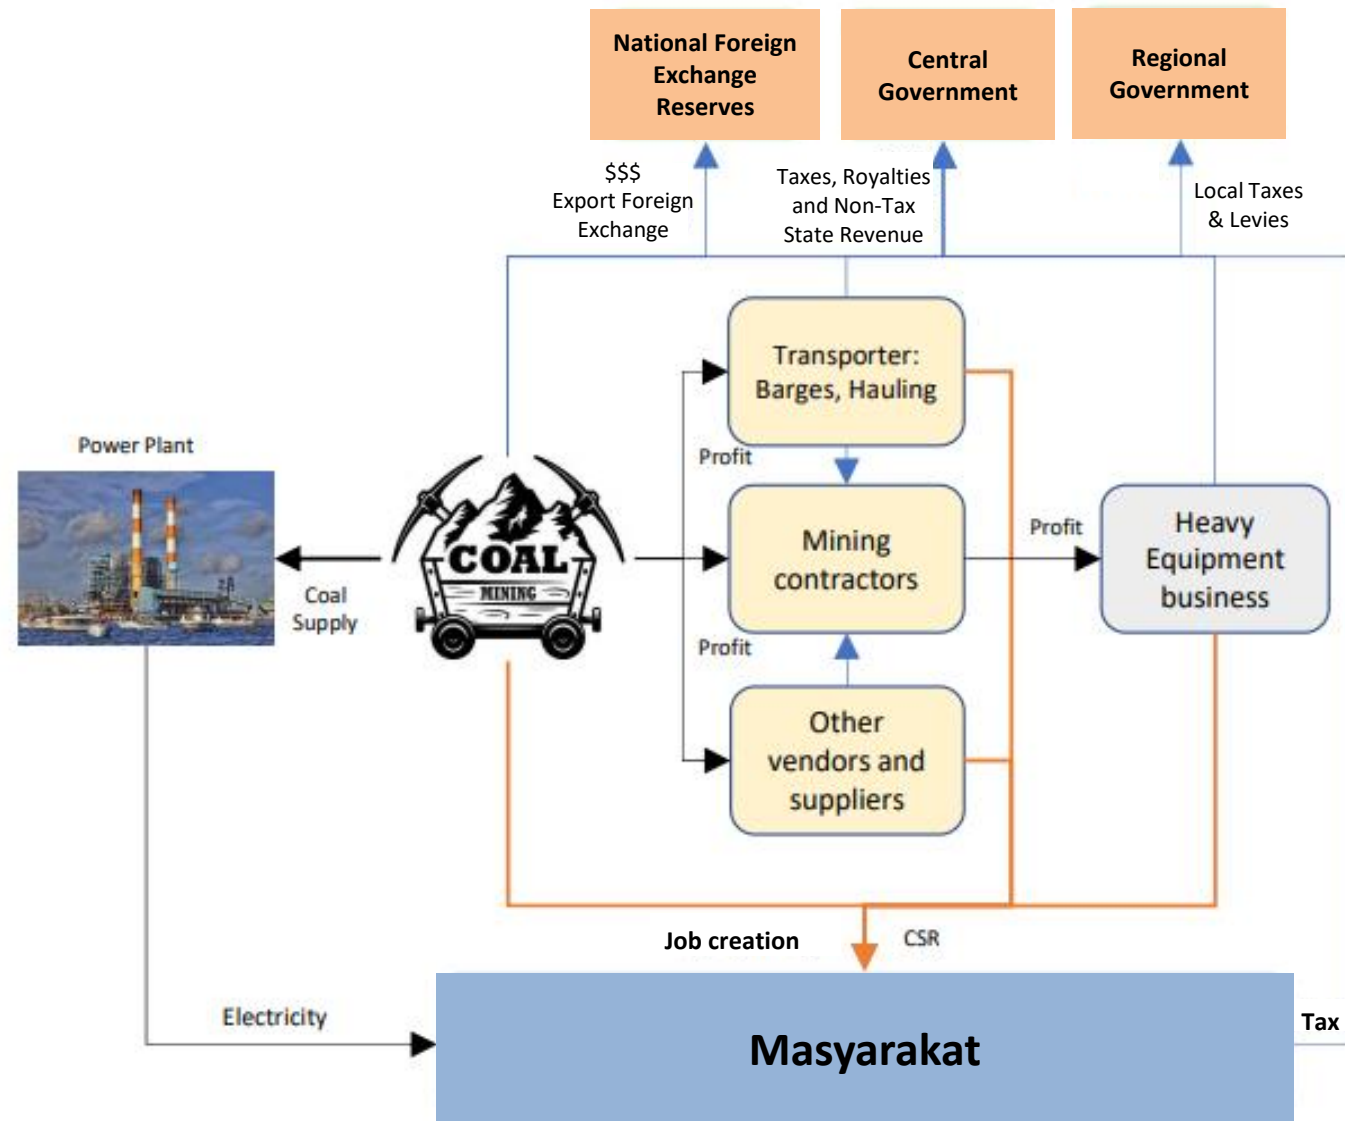 National Foreign
Exchange
Reserves
Central
Government
Regional
Government
$$$
Export Foreign
Exchange
Taxes, Royalties
and Non-Tax
State Revenue
Local Taxes
& Levies
Transporter:
Barges, Hauling
Power Plant
Profit
COAL
MINING
Mining
contractors
Profit
Heavy
Equipment
business
Coal
Supply
Profit
Other
vendors and
suppliers
Job creation
CSR
Electricity
Masyarakat
Tax